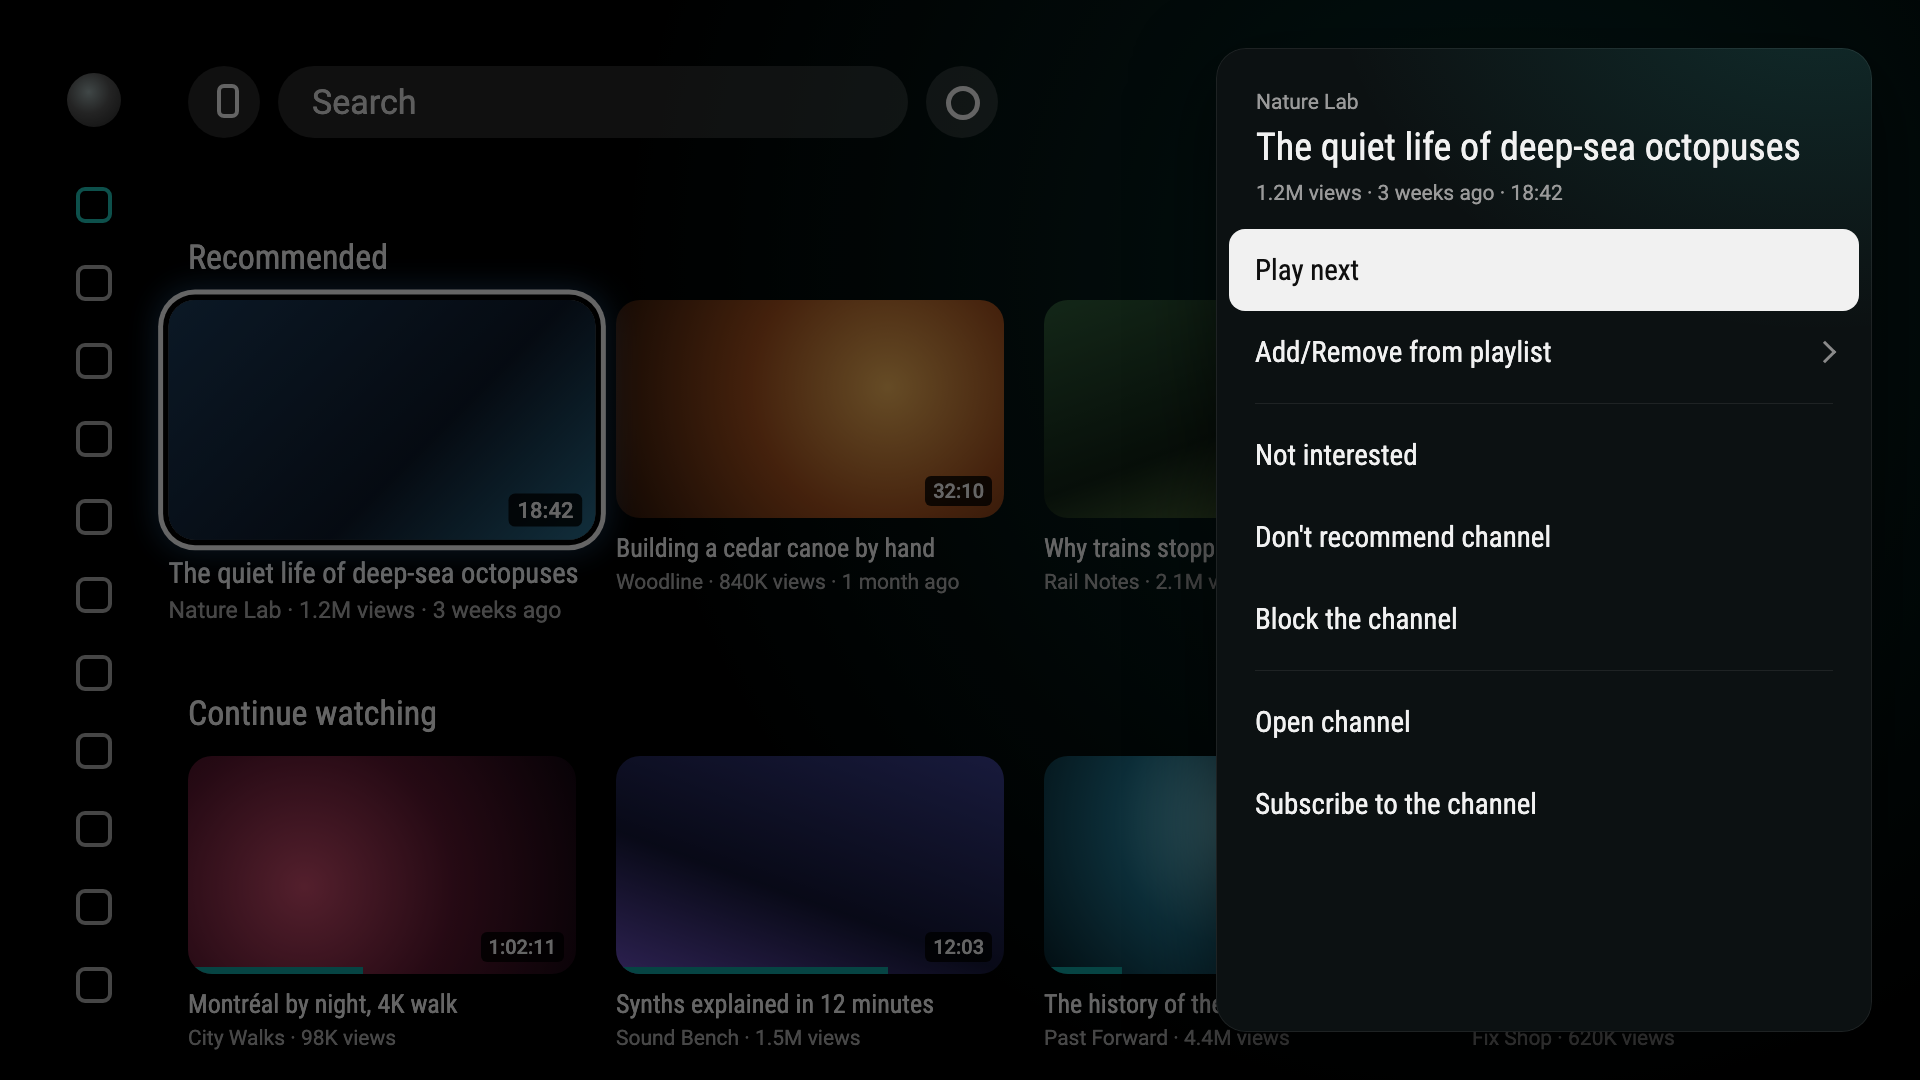 Search
Recommended
18:42
The quiet life of deep-sea octopuses
Nature Lab · 1.2M views · 3 weeks ago
32:10
Building a cedar canoe by hand
Woodline · 840K views · 1 month ago
Why trains stopp
Rail Notes · 2.1M v
Continue watching
1:02:11
Montréal by night, 4K walk
City Walks · 98K views
12:03
Synths explained in 12 minutes
Sound Bench · 1.5M views
The history of the
Past Forward · 4.4M views
Fix Shop · 620K views
Nature Lab
The quiet life of deep-sea octopuses
1.2M views · 3 weeks ago · 18:42
Play next
Add/Remove from playlist
Not interested
Don't recommend channel
Block the channel
Open channel
Subscribe to the channel